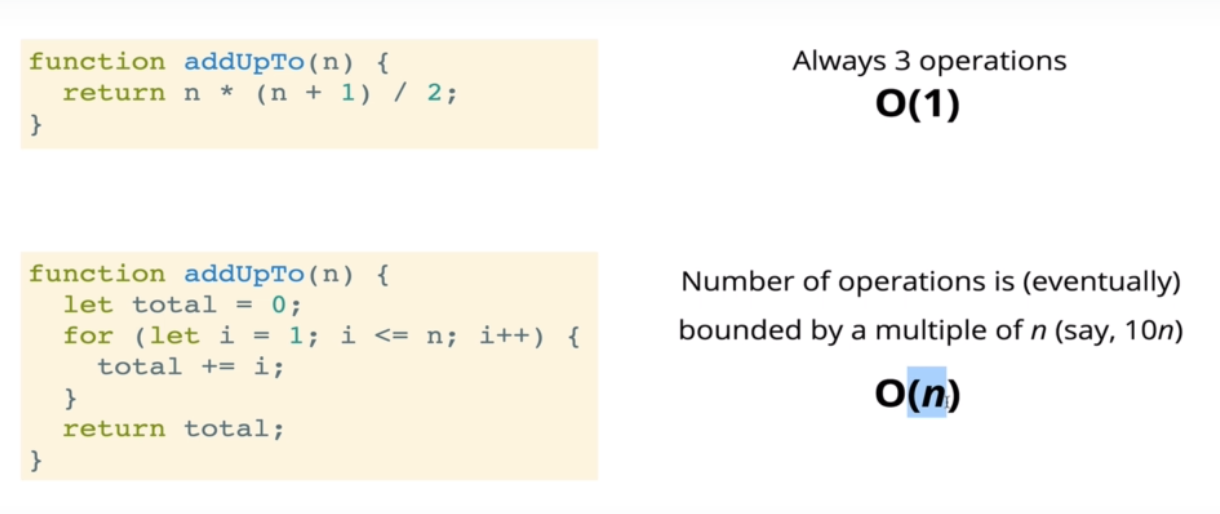 function addUpTo(n) {
  return n * (n + 1) / 2;
}
Always 3 operations
O(1)
function addUpTo(n) {
  let total = 0;
  for (let i = 1; i <= n; i++) {
    total += i;
  }
  return total;
}
Number of operations is (eventually)
bounded by a multiple of n (say, 10n)
O(n)